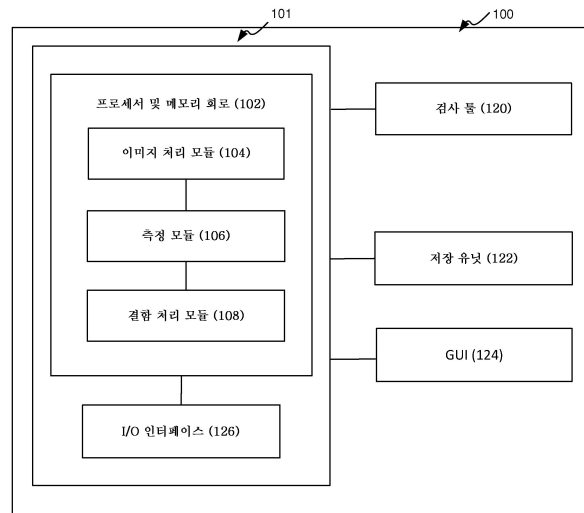 101
100
프로세서 및 메모리 회로 (102)
이미지 처리 모듈 (104)
측정 모듈 (106)
결함 처리 모듈 (108)
I/O 인터페이스 (126)
검사 툴 (120)
저장 유닛 (122)
GUI (124)